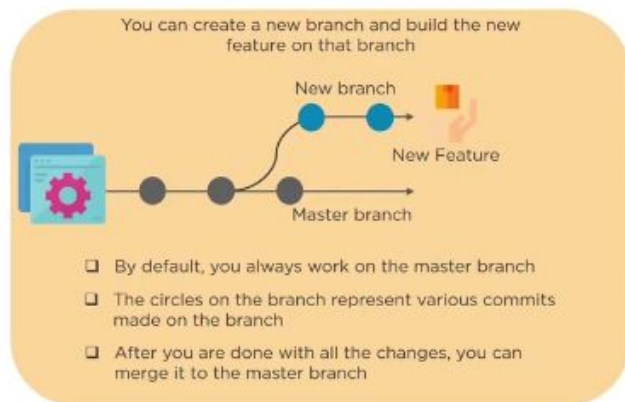 You can create a new branch and build the new
feature on that branch
New branch
New Feature
Master branch
❑ By default, you always work on the master branch
❑ The circles on the branch represent various commits
made on the branch
❑ After you are done with all the changes, you can
merge it to the master branch